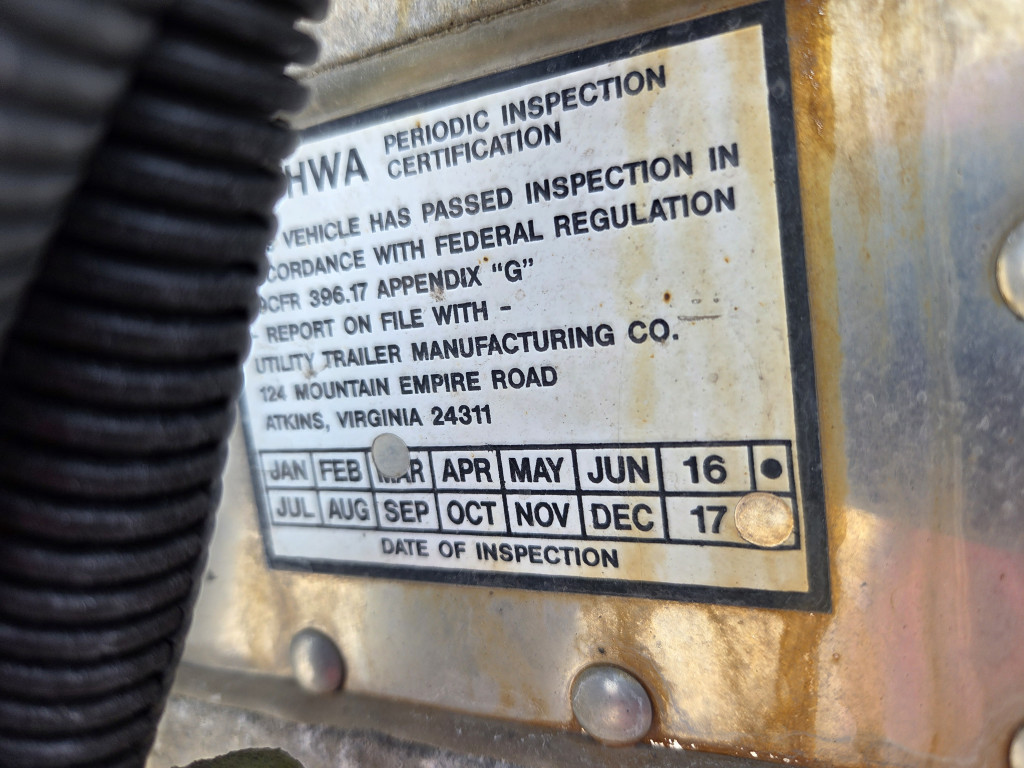 HWA PERIODIC INSPECTION
CERTIFICATION
VEHICLE HAS PASSED INSPECTION IN
CORDANCE WITH FEDERAL REGULATION
CFR 396.17 APPENDIX “G”
REPORT ON FILE WITH -
UTILITY TRAILER MANUFACTURING CO.
124 MOUNTAIN EMPIRE ROAD
ATKINS, VIRGINIA 24311
JAN FEB MAR APR MAY JUN 16 ●
JUL AUG SEP OCT NOV DEC 17
DATE OF INSPECTION